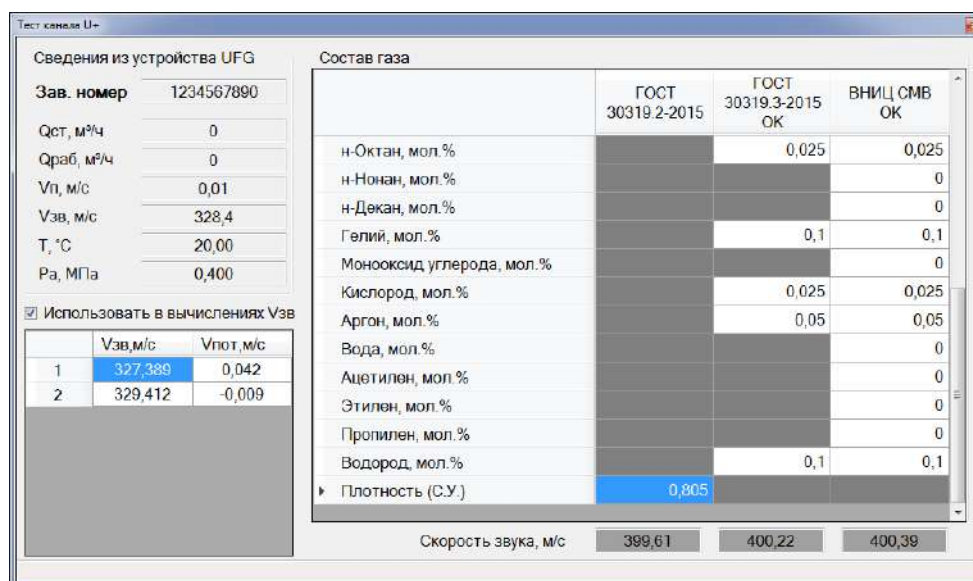 Тест канала U+
Сведения из устройства UFG
Зав. номер 1234567890
Qст, м³/ч 0
Qраб, м³/ч 0
Vп, м/с 0,01
Vзв, м/с 328,4
T, °C 20,00
Pа, МПа 0,400
Использовать в вычислениях Vзв
Vзв,м/с Vпот,м/с
1 327,389 0,042
2 329,412 -0,009
Состав газа
ГОСТ 30319.2-2015 ГОСТ 30319.3-2015 OK ВНИЦ СМВ OK
н-Октан, мол.% 0,025 0,025
н-Нонан, мол.% 0
н-Декан, мол.% 0
Гелий, мол.% 0,1 0,1
Монооксид углерода, мол.% 0
Кислород, мол.% 0,025 0,025
Аргон, мол.% 0,05 0,05
Вода, мол.% 0
Ацетилен, мол.% 0
Этилен, мол.% 0
Пропилен, мол.% 0
Водород, мол.% 0,1 0,1
Плотность (С.У.) 0,805
Скорость звука, м/с 399,61 400,22 400,39